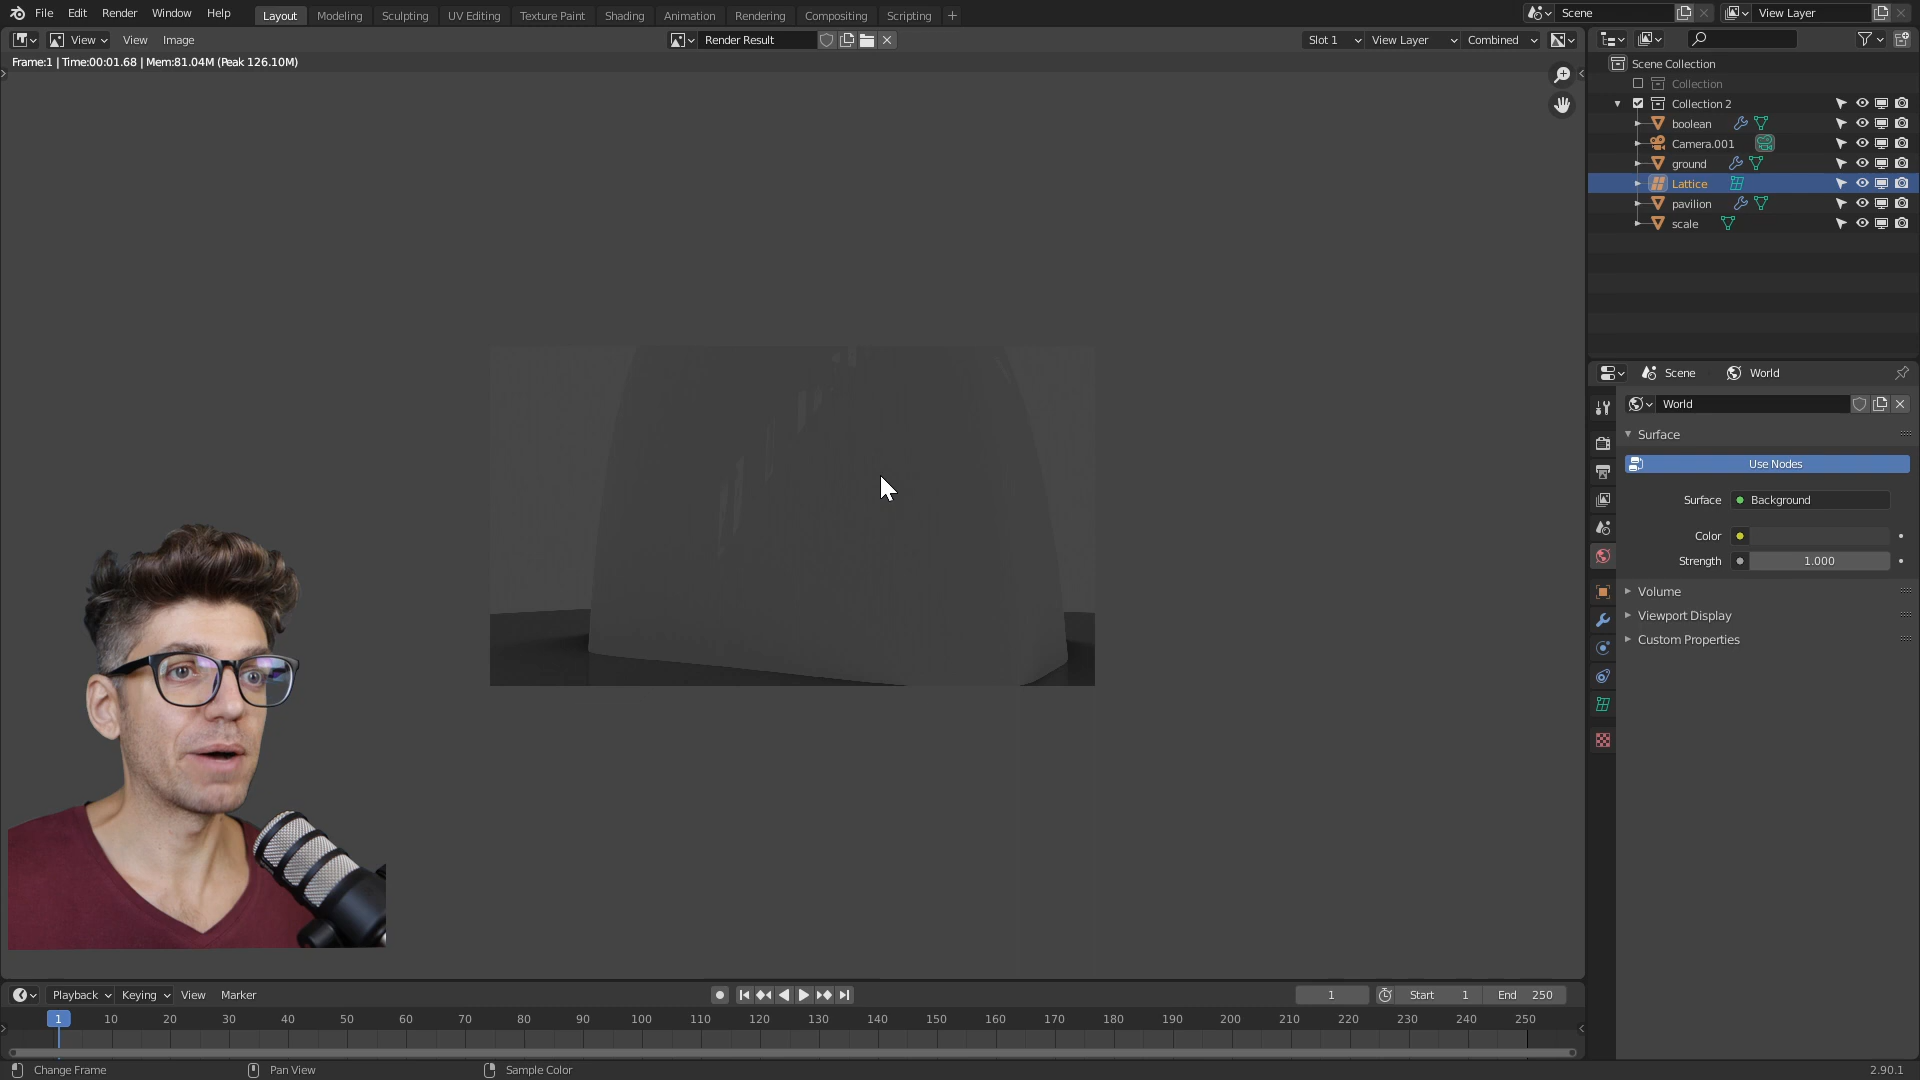 File Edit Render Window Help Layout Modeling Sculpting UV Editing Texture Paint Shading Animation Rendering Compositing Scripting + Scene View Layer
View View Image Render Result Slot 1 View Layer Combined
Frame:1 | Time:00:01.68 | Mem:81.04M (Peak 126.10M)
Scene Collection
Collection
Collection 2
boolean
Camera.001
ground
Lattice
pavilion
scale
Scene World
World
Surface
Use Nodes
Surface Background
Color
Strength 1.000
Volume
Viewport Display
Custom Properties
Playback Keying View Marker 1 Start 1 End 250
1 10 20 30 40 50 60 70 80 90 100 110 120 130 140 150 160 170 180 190 200 210 220 230 240 250
Change Frame Pan View Sample Color 2.90.1